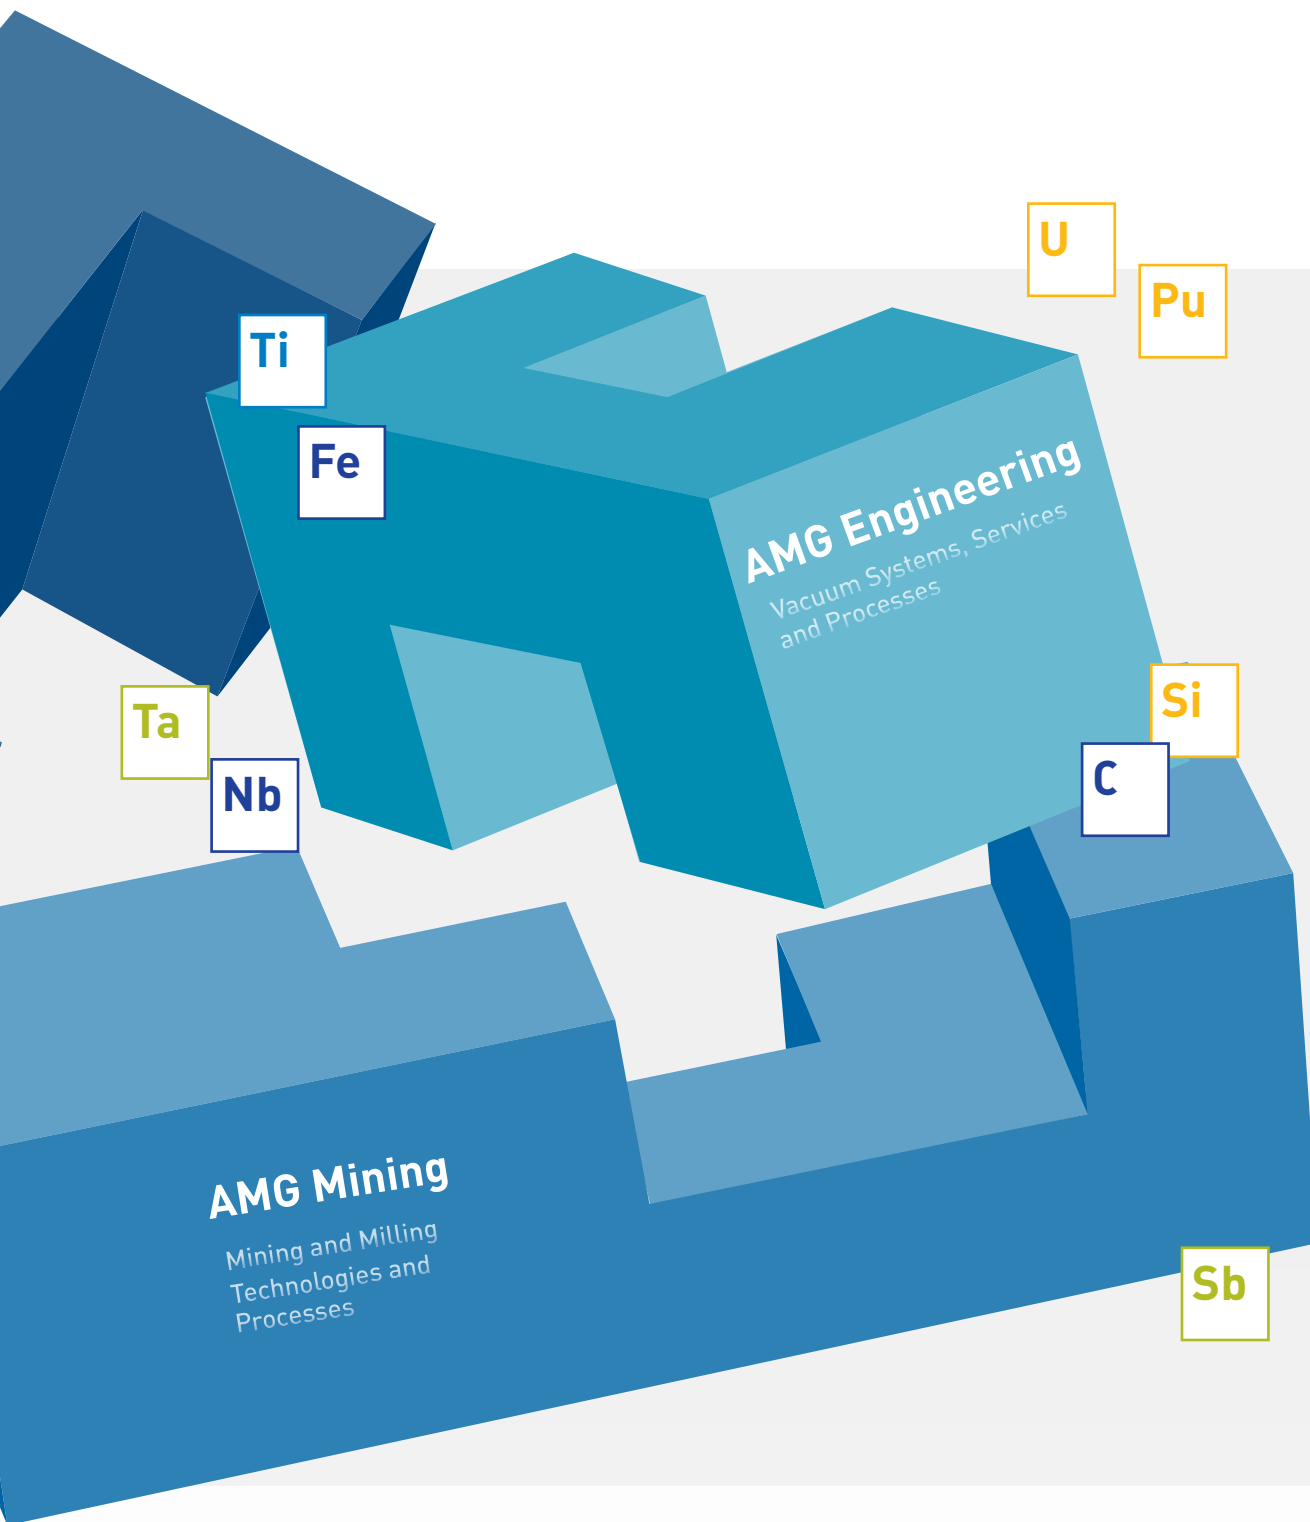 U
Pu
Ti
Fe
AMG Engineering
Vacuum Systems, Services
and Processes
Si
Ta
C
Nb
AMG Mining
Mining and Milling
Technologies and
Processes
Sb